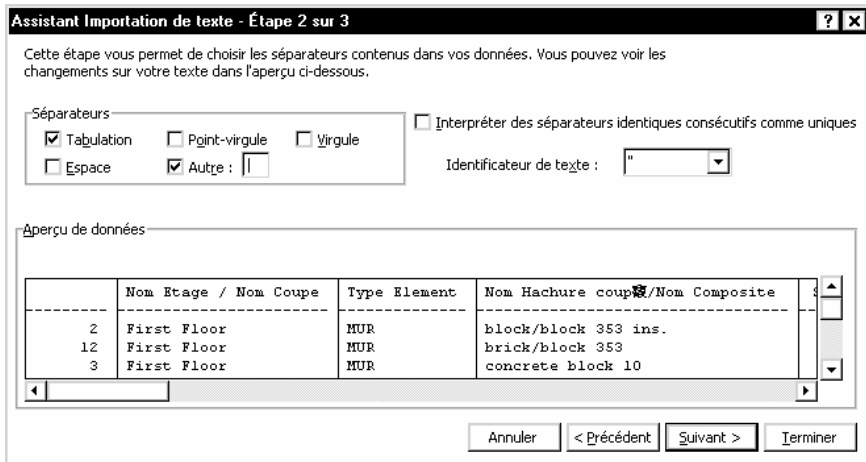 Assistant Importation de texte - Étape 2 sur 3
Cette étape vous permet de choisir les séparateurs contenus dans vos données. Vous pouvez voir les
changements sur votre texte dans l'aperçu ci-dessous.
Séparateurs
Tabulation Point-virgule Virgule
Espace Autre : |
Interpréter des séparateurs identiques consécutifs comme uniques
Identificateur de texte : "
Aperçu de données
Nom Etage / Nom Coupe Type Element /Nom Composite
2 First Floor MUR block/block 353 ins.
12 First Floor MUR brick/block 353
3 First Floor MUR concrete block 10
Annuler < Précédent Suivant > Terminer